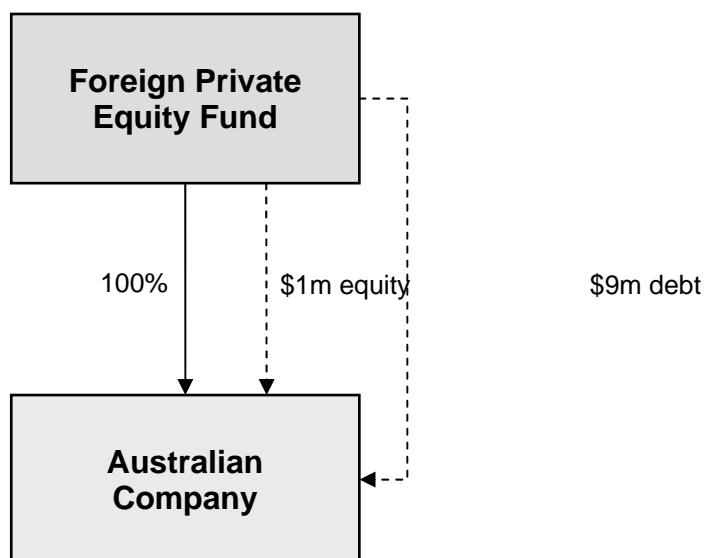 Foreign Private
Equity Fund
100%
$1m equity
$9m debt
Australian
Company